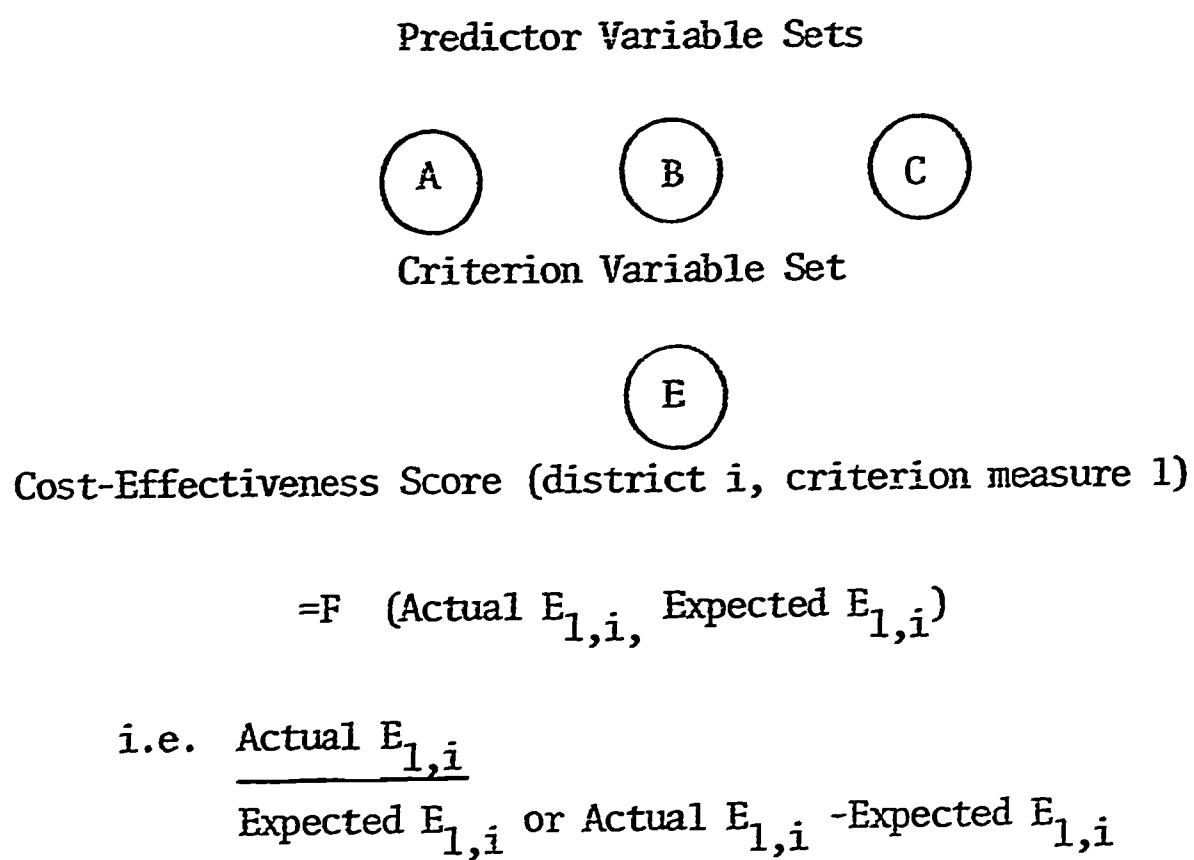 Predictor Variable Sets
A B C
Criterion Variable Set
E
Cost-Effectiveness Score (district i, criterion measure 1)
=F (Actual E1,i, Expected E1,i)
i.e. Actual E1,i
Expected E1,i or Actual E1,i -Expected E1,i